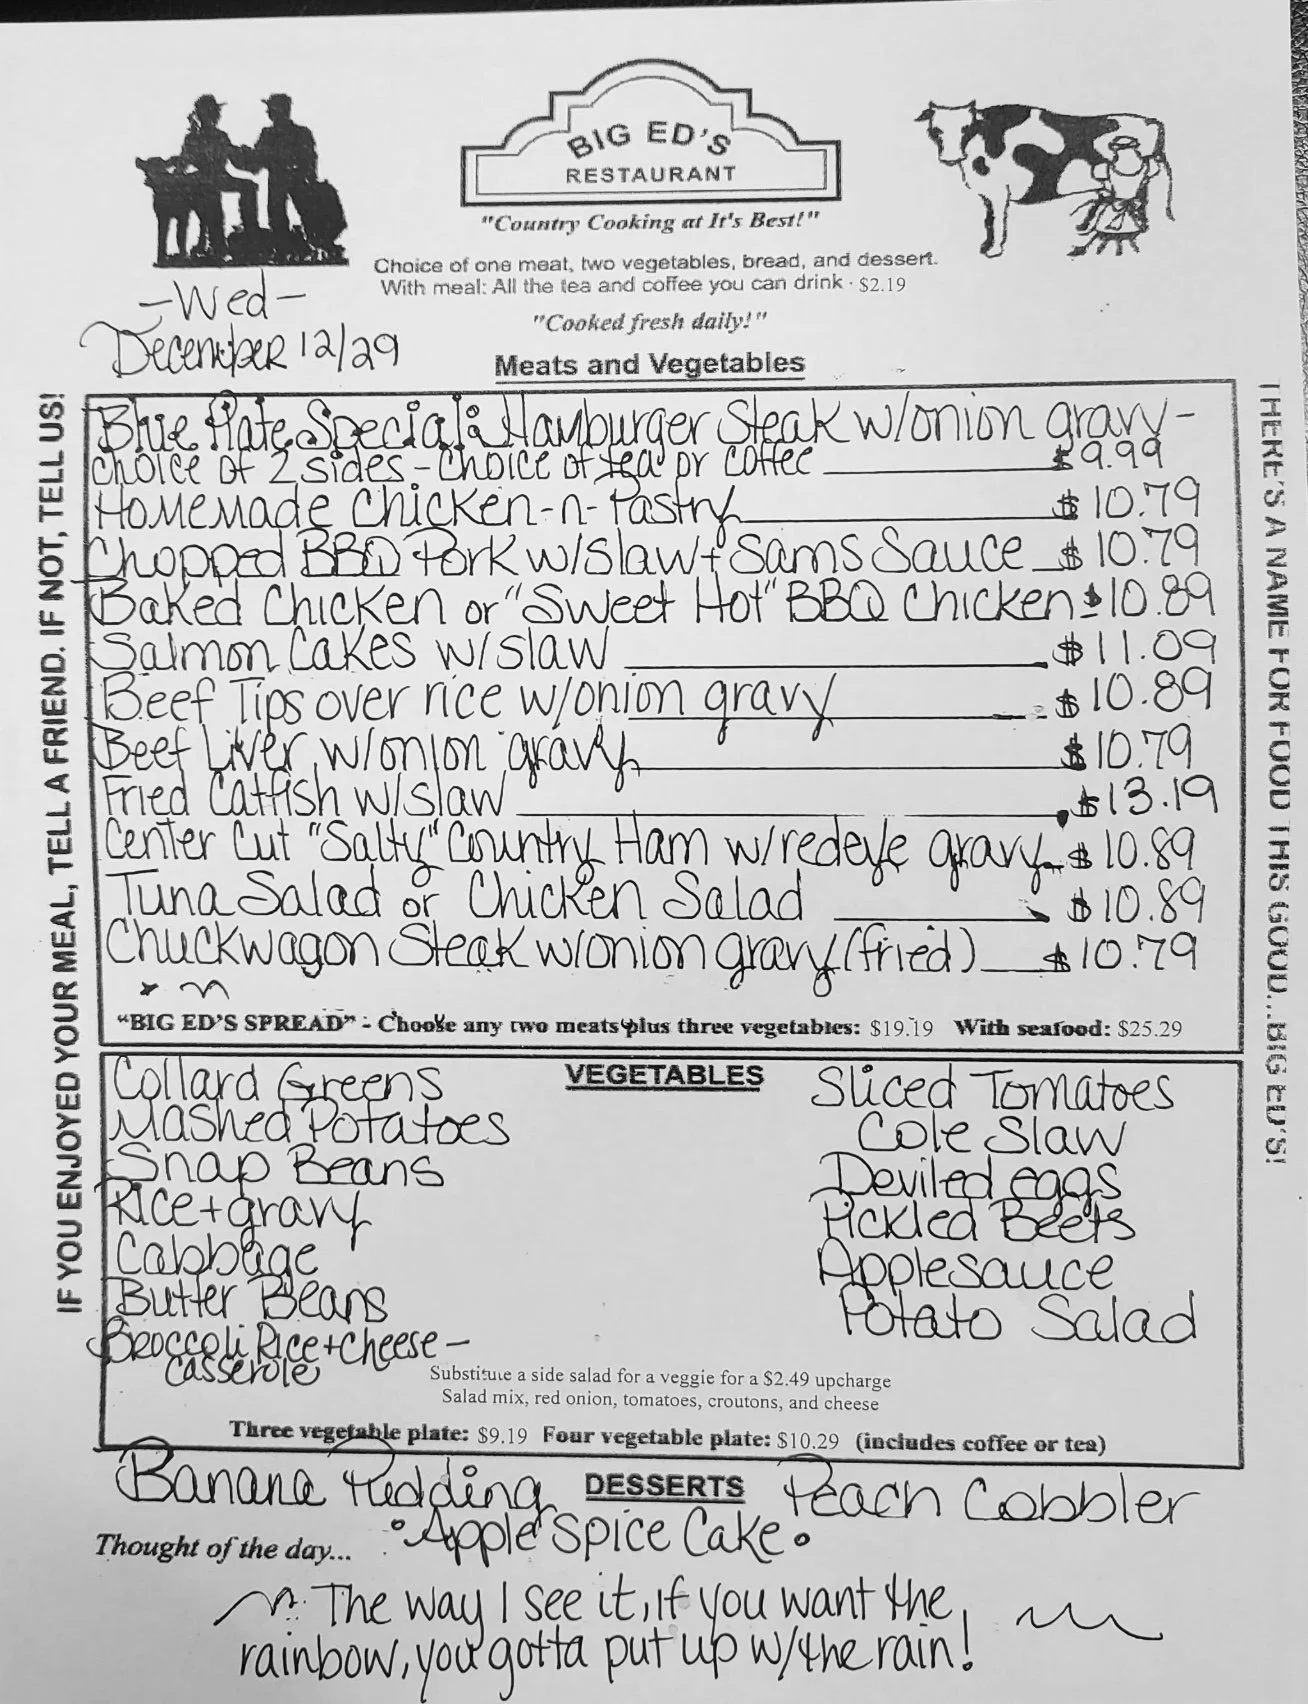 BIG ED'S
RESTAURANT
"Country Cooking at It's Best!"
Choice of one meat, two vegetables, bread, and dessert.
With meal: All the tea and coffee you can drink · $2.19
"Cooked fresh daily!"
-Wed-
December 12/29
Meats and Vegetables
IF YOU ENJOYED YOUR MEAL, TELL A FRIEND. IF NOT, TELL US!
THERE'S A NAME FOR FOOD THIS GOOD...BIG ED'S!
Blue Plate Special: Hamburger Steak w/onion gravy-
choice of 2 sides - choice of tea or coffee $9.99
Homemade Chicken-n-Pastry $10.79
Chopped BBQ Pork w/slaw + Sams Sauce $10.79
Baked Chicken or "Sweet Hot" BBQ Chicken $10.89
Salmon Cakes w/slaw $11.09
Beef Tips over rice w/onion gravy $10.89
Beef Liver w/onion gravy $10.79
Fried Catfish w/slaw $13.19
Center Cut "Salty" Country Ham w/redeye gravy $10.89
Tuna Salad or Chicken Salad $10.89
Chuckwagon Steak w/onion gravy (fried) $10.79
"BIG ED'S SPREAD" - Choose any two meats plus three vegetables: $19.19 With seafood: $25.29
VEGETABLES
Collard Greens
Mashed Potatoes
Snap Beans
Rice + gravy
Cabbage
Butter Beans
Broccoli Rice + Cheese -
Casserole
Sliced Tomatoes
Cole Slaw
Deviled eggs
Pickled Beets
Applesauce
Potato Salad
Substitute a side salad for a veggie for a $2.49 upcharge
Salad mix, red onion, tomatoes, croutons, and cheese
Three vegetable plate: $9.19 Four vegetable plate: $10.29 (includes coffee or tea)
Banana Pudding DESSERTS Peach Cobbler
• Apple Spice Cake •
Thought of the day...
The way I see it, if you want the
rainbow, you gotta put up w/the rain!